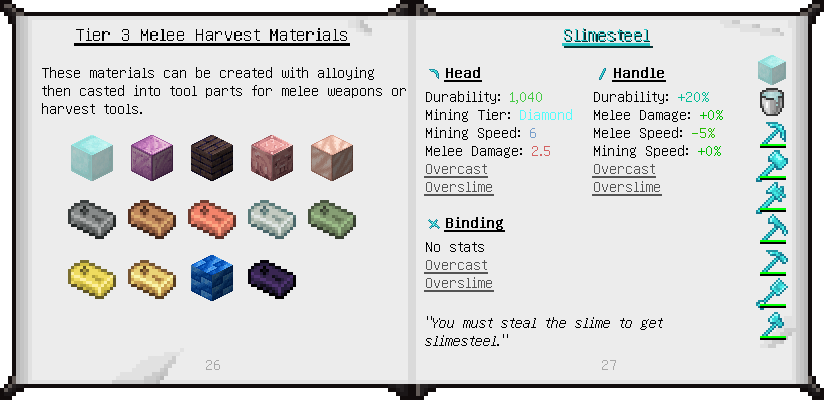 Tier 3 Melee Harvest Materials
These materials can be created with alloying
then casted into tool parts for melee weapons or
harvest tools.
26
Slimesteel
Head
Durability: 1,040
Mining Tier: Diamond
Mining Speed: 6
Melee Damage: 2.5
Overcast
Overslime
Handle
Durability: +20%
Melee Damage: +0%
Melee Speed: -5%
Mining Speed: +0%
Overcast
Overslime
Binding
No stats
Overcast
Overslime
"You must steal the slime to get
slimesteel."
27